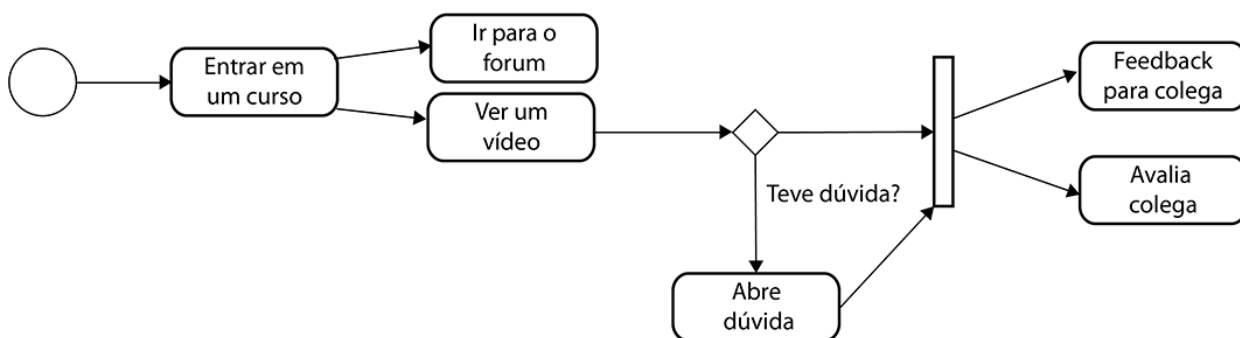 Entrar em
um curso
Ir para o
forum
Ver um
vídeo
Teve dúvida?
Abre
dúvida
Feedback
para colega
Avalia
colega